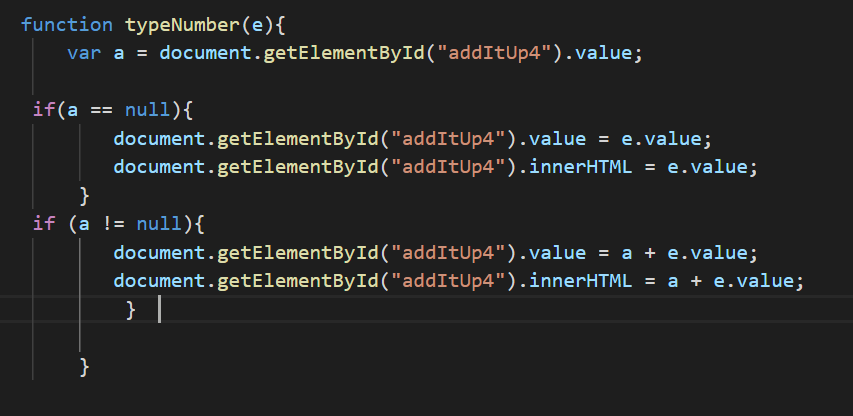 function typeNumber(e){
    var a = document.getElementById("addItUp4").value;
 if(a == null){
        document.getElementById("addItUp4").value = e.value;
        document.getElementById("addItUp4").innerHTML = e.value;
     }
 if (a != null){
        document.getElementById("addItUp4").value = a + e.value;
        document.getElementById("addItUp4").innerHTML = a + e.value;
         }
     }